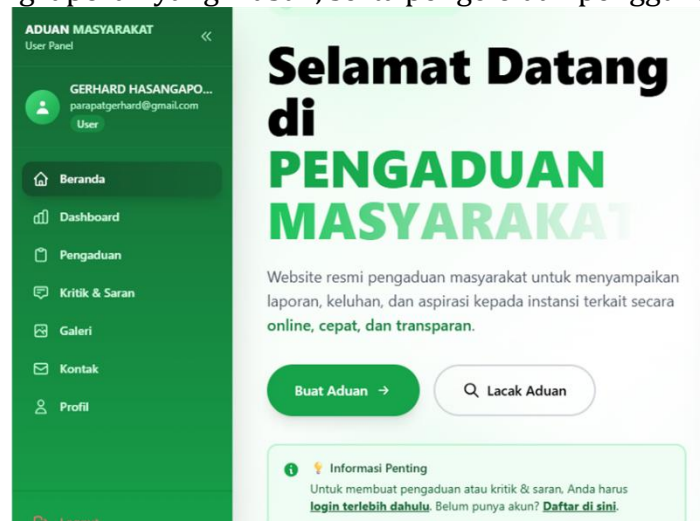 ADUAN MASYARAKAT
User Panel
GERHARD HASANGAPO...
parapatgerhard@gmail.com
User
Beranda
Dashboard
Pengaduan
Kritik & Saran
Galeri
Kontak
Profil
Selamat Datang
di
PENGADUAN
MASYARAKAT
Website resmi pengaduan masyarakat untuk menyampaikan
laporan, keluhan, dan aspirasi kepada instansi terkait secara
online, cepat, dan transparan.
Buat Aduan →
Lacak Aduan
Informasi Penting
Untuk membuat pengaduan atau kritik & saran, Anda harus
login terlebih dahulu. Belum punya akun? Daftar di sini.